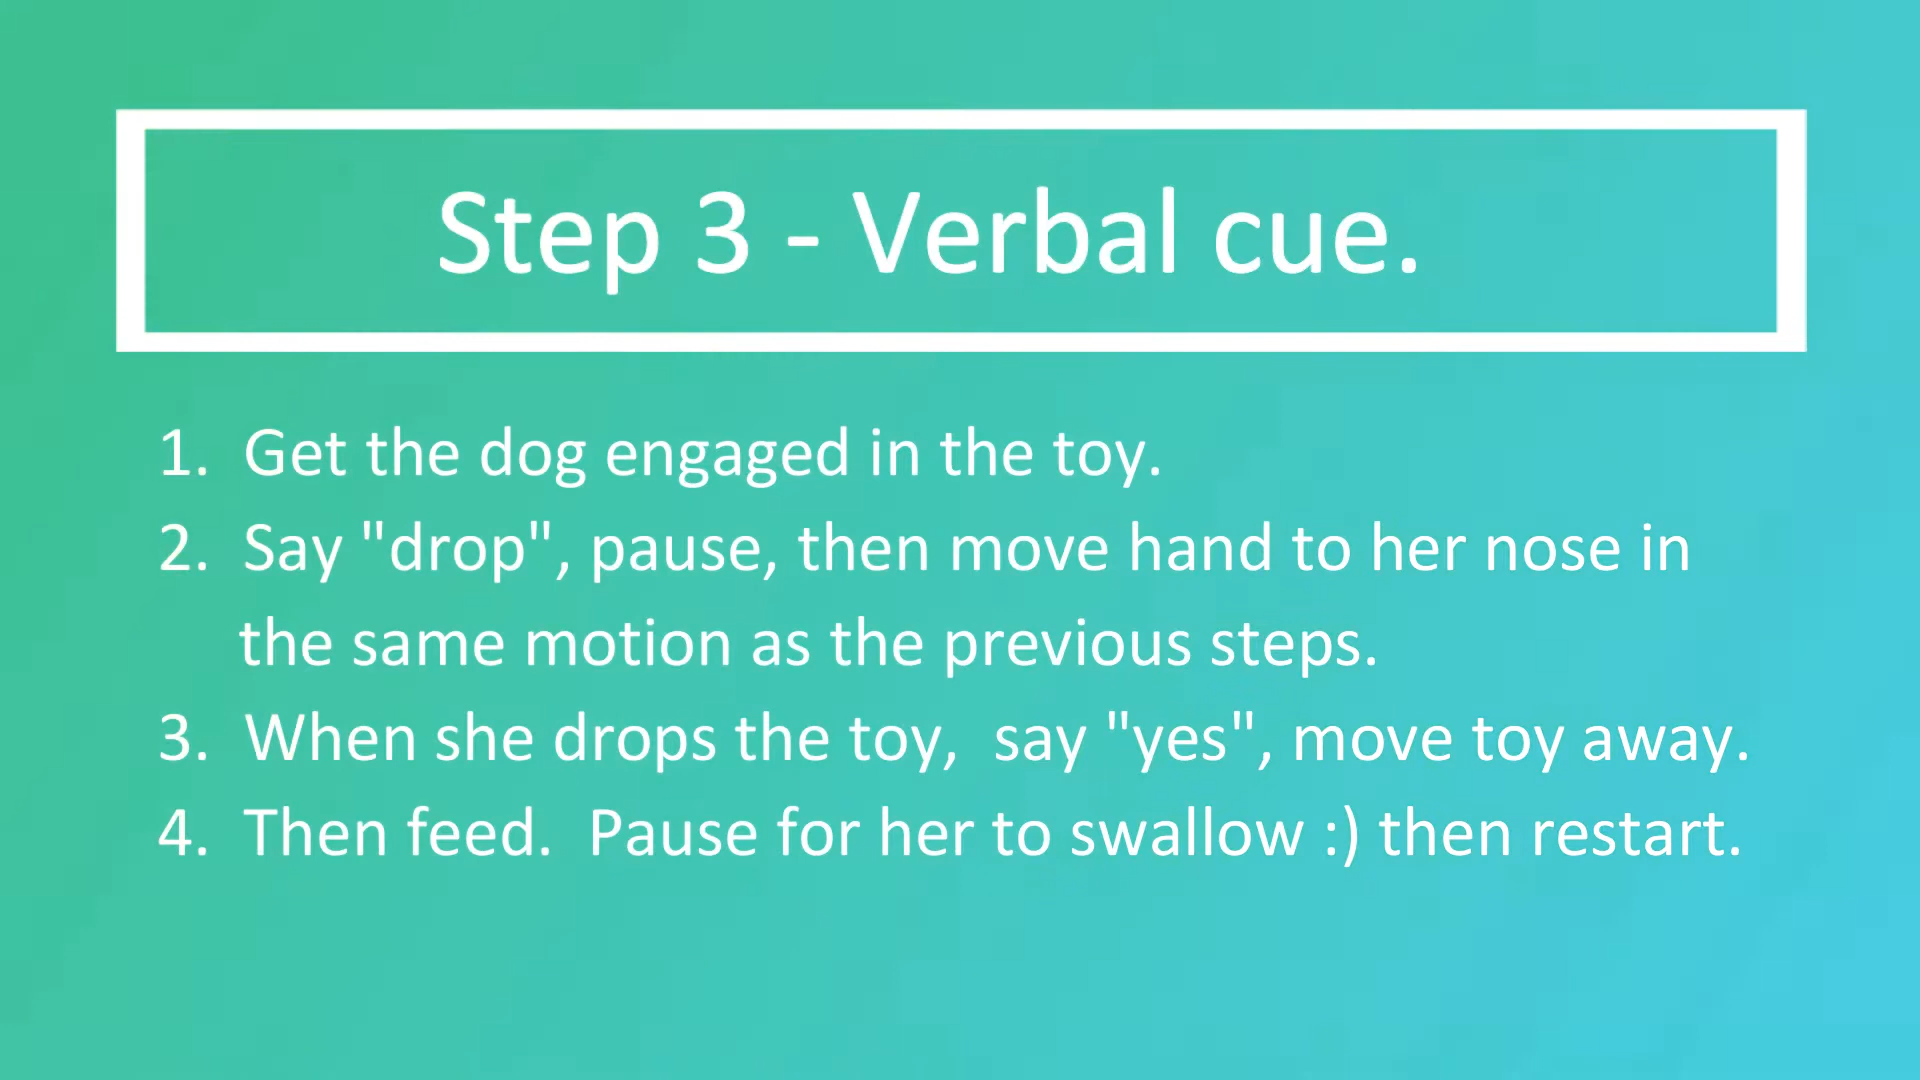 Step 3 - Verbal cue.
1. Get the dog engaged in the toy.
2. Say "drop", pause, then move hand to her nose in
the same motion as the previous steps.
3. When she drops the toy,  say "yes", move toy away.
4. Then feed.  Pause for her to swallow :) then restart.